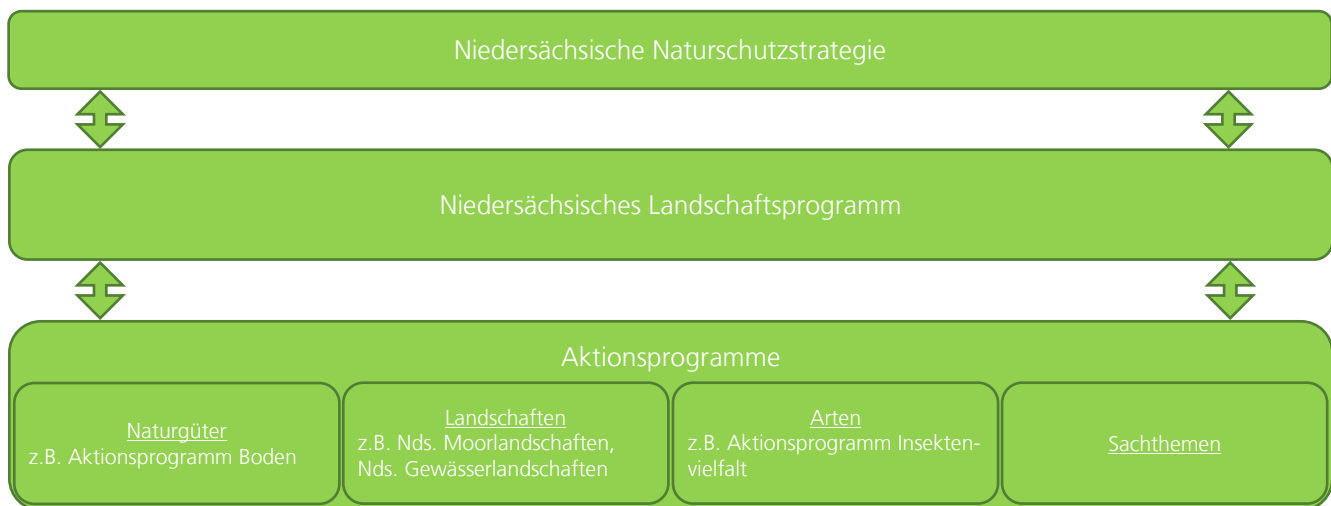 Niedersächsische Naturschutzstrategie
Niedersächsisches Landschaftsprogramm
Aktionsprogramme
Naturgüter
z.B. Aktionsprogramm Boden
Landschaften
z.B. Nds. Moorlandschaften,
Nds. Gewässerlandschaften
Arten
z.B. Aktionsprogramm Insekten-
vielfalt
Sachthemen